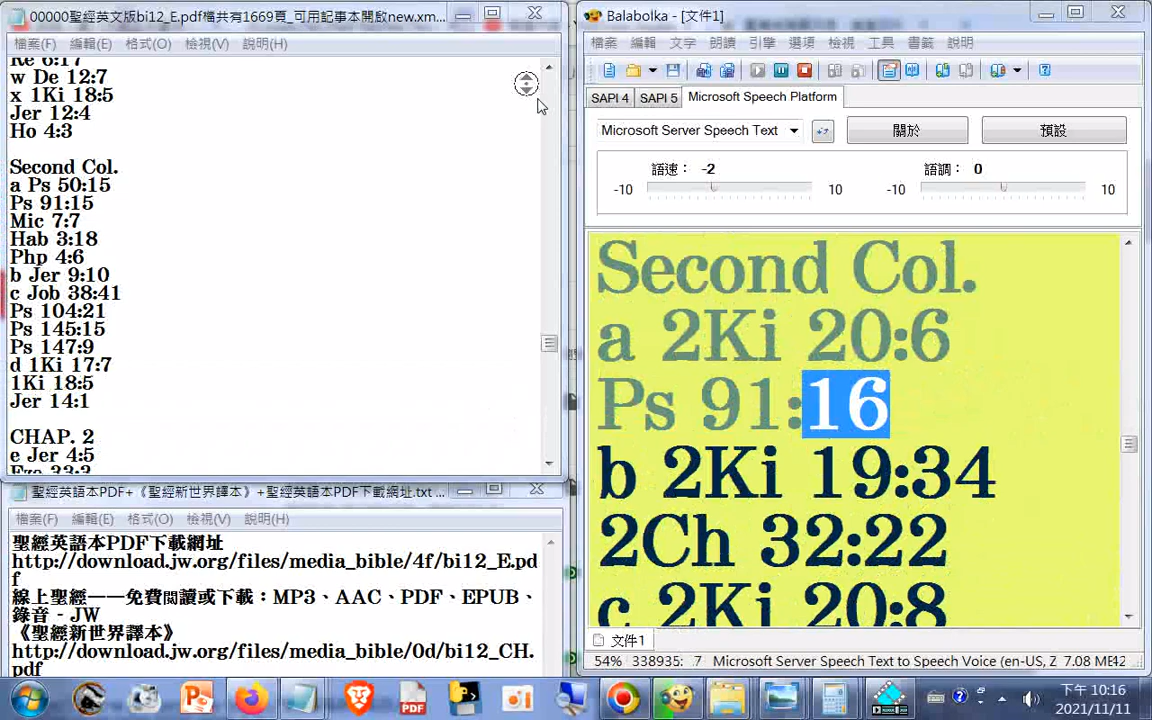 00000聖經英文版bi12_E.pdf檔共有1669頁_可用記事本開啟new.xm...
檔案(F) 編輯(E) 格式(O) 檢視(V) 說明(H)
Re 6:17
w De 12:7
x 1Ki 18:5
Jer 12:4
Ho 4:3
Second Col.
a Ps 50:15
Ps 91:15
Mic 7:7
Hab 3:18
Php 4:6
b Jer 9:10
c Job 38:41
Ps 104:21
Ps 145:15
Ps 147:9
d 1Ki 17:7
1Ki 18:5
Jer 14:1
CHAP. 2
e Jer 4:5
聖經英語本PDF+《聖經新世界譯本》+聖經英語本PDF下載網址.txt ...
檔案(F) 編輯(E) 格式(O) 檢視(V) 說明(H)
聖經英語本PDF下載網址
http://download.jw.org/files/media_bible/4f/bi12_E.pd
f
線上聖經——免費閱讀或下載：MP3、AAC、PDF、EPUB、
錄音 - JW
《聖經新世界譯本》
http://download.jw.org/files/media_bible/0d/bi12_CH.
pdf
Balabolka - [文件1]
檔案 編輯 文字 朗讀 引擎 選項 檢視 工具 書籤 說明
SAPI 4 SAPI 5 Microsoft Speech Platform
Microsoft Server Speech Text 關於 預設
語速： -2 語調： 0
-10 10 -10 10
Second Col.
a 2Ki 20:6
Ps 91:16
b 2Ki 19:34
2Ch 32:22
c 2Ki 20:8
文件1
54% 338935: 7 Microsoft Server Speech Text to Speech Voice (en-US, Z 7.08 ME42
PDF
下午 10:16
2021/11/11